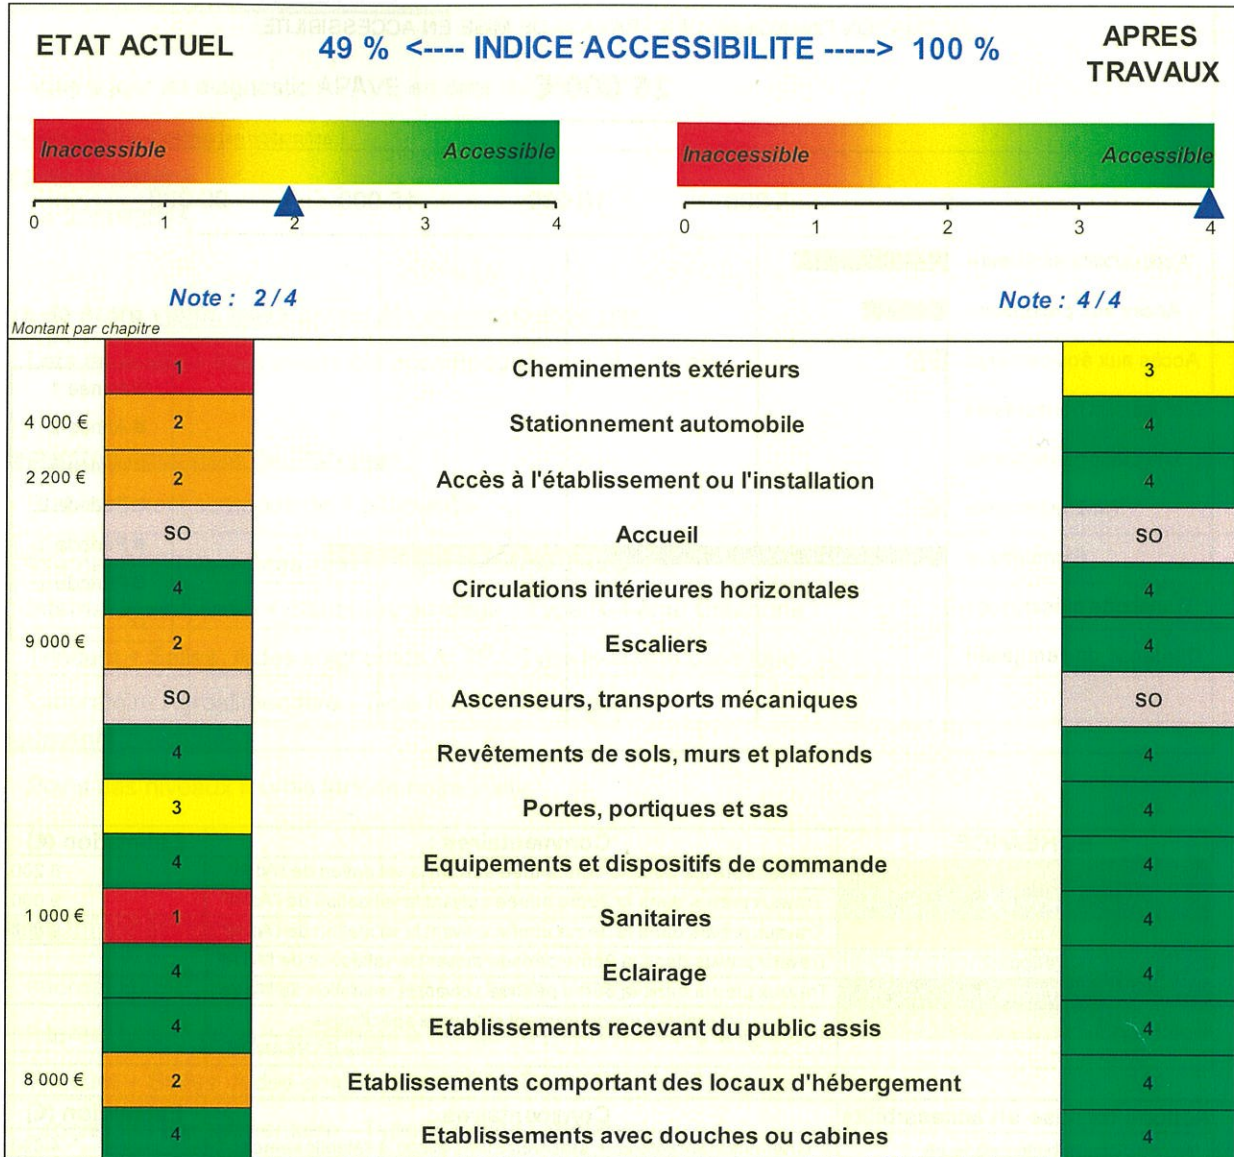 ETAT ACTUEL 49 % <---- INDICE ACCESSIBILITE -----> 100 % APRES TRAVAUX
Inaccessible Accessible Inaccessible Accessible
0 1 2 3 4 0 1 2 3 4
Note : 2 / 4 Note : 4 / 4
Montant par chapitre
1 Cheminements extérieurs 3
4 000 € 2 Stationnement automobile 4
2 200 € 2 Accès à l'établissement ou l'installation 4
SO Accueil SO
4 Circulations intérieures horizontales 4
9 000 € 2 Escaliers 4
SO Ascenseurs, transports mécaniques SO
4 Revêtements de sols, murs et plafonds 4
3 Portes, portiques et sas 4
4 Equipements et dispositifs de commande 4
1 000 € 1 Sanitaires 4
4 Eclairage 4
4 Etablissements recevant du public assis 4
8 000 € 2 Etablissements comportant des locaux d'hébergement 4
4 Etablissements avec douches ou cabines 4